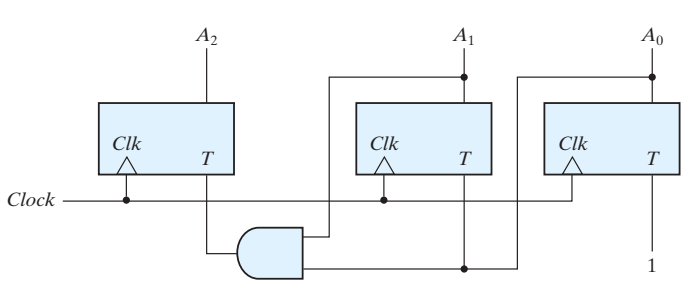 A₂ A₁ A₀
Clk Clk Clk
T T T
Clock
1